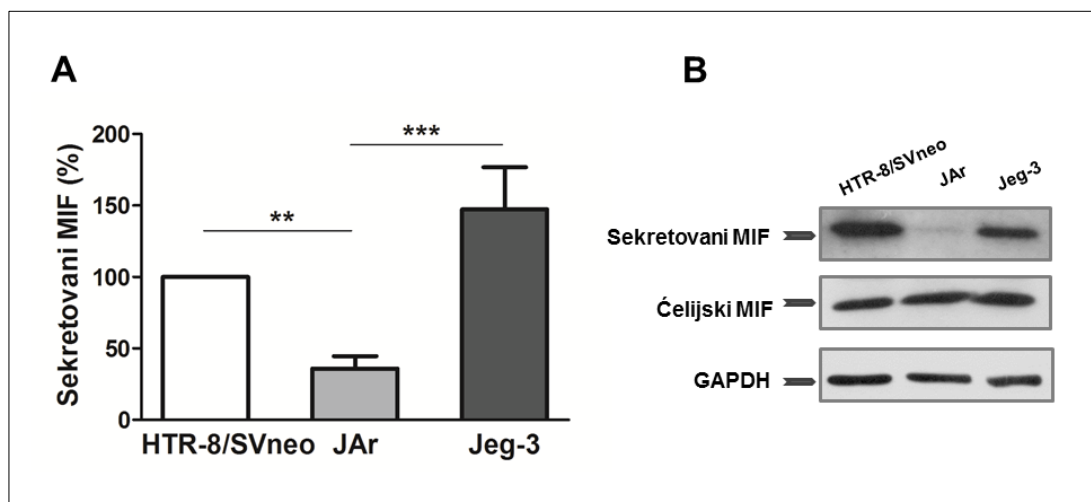 A
Sekretovani MIF (%)
200
150
100
50
0
**
***
HTR-8/SVneo
JAr
Jeg-3
B
HTR-8/SVneo
JAr
Jeg-3
Sekretovani MIF
Ćelijski MIF
GAPDH